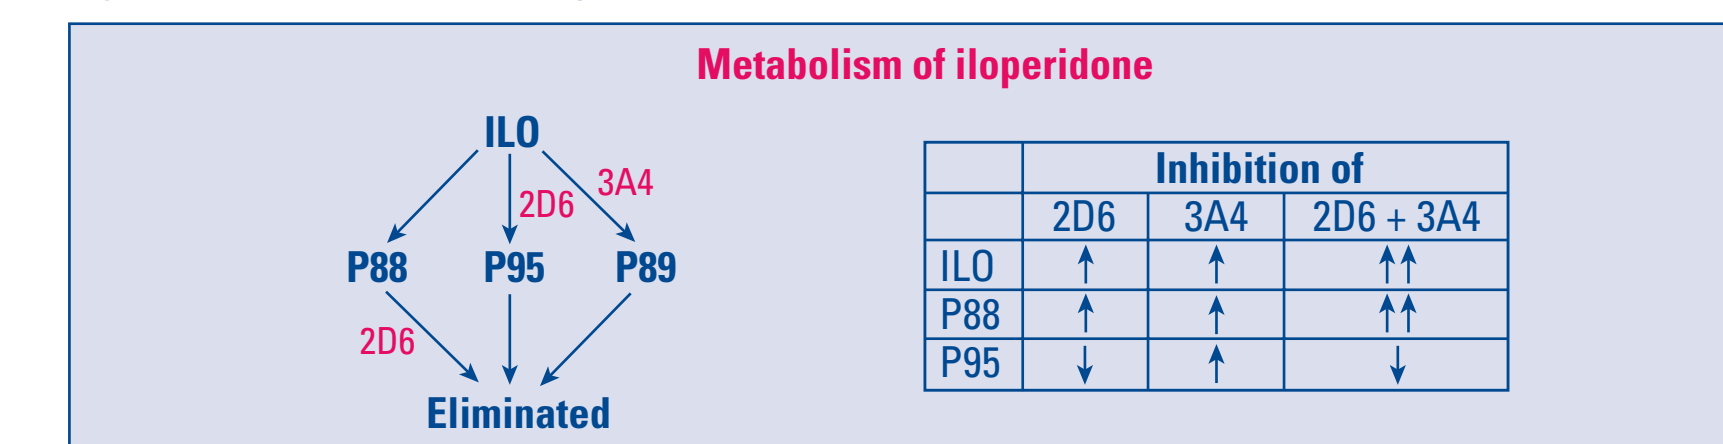 Metabolism of iloperidone
ILO
3A4
2D6
P88 P95 P89
2D6
Eliminated
Inhibition of
2D6 3A4 2D6 + 3A4
ILO ↑ ↑ ↑↑
P88 ↑ ↑ ↑↑
P95 ↓ ↑ ↓